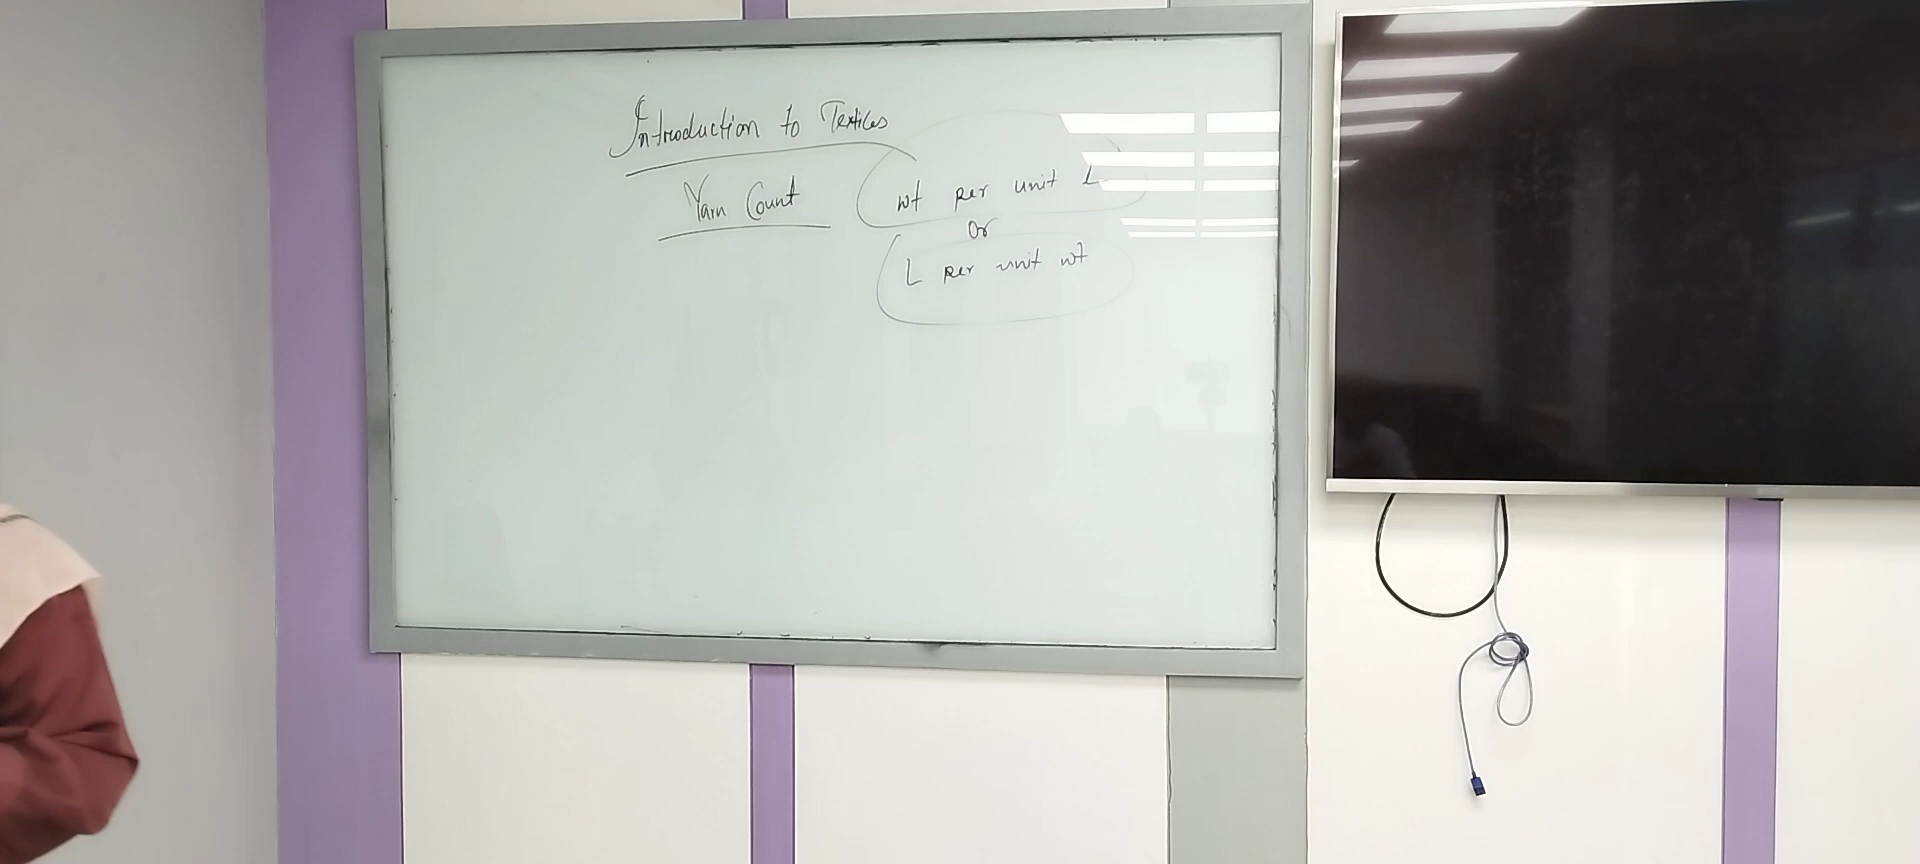 Introduction to Textiles
Yarn Count
wt per unit L
or
L per unit wt